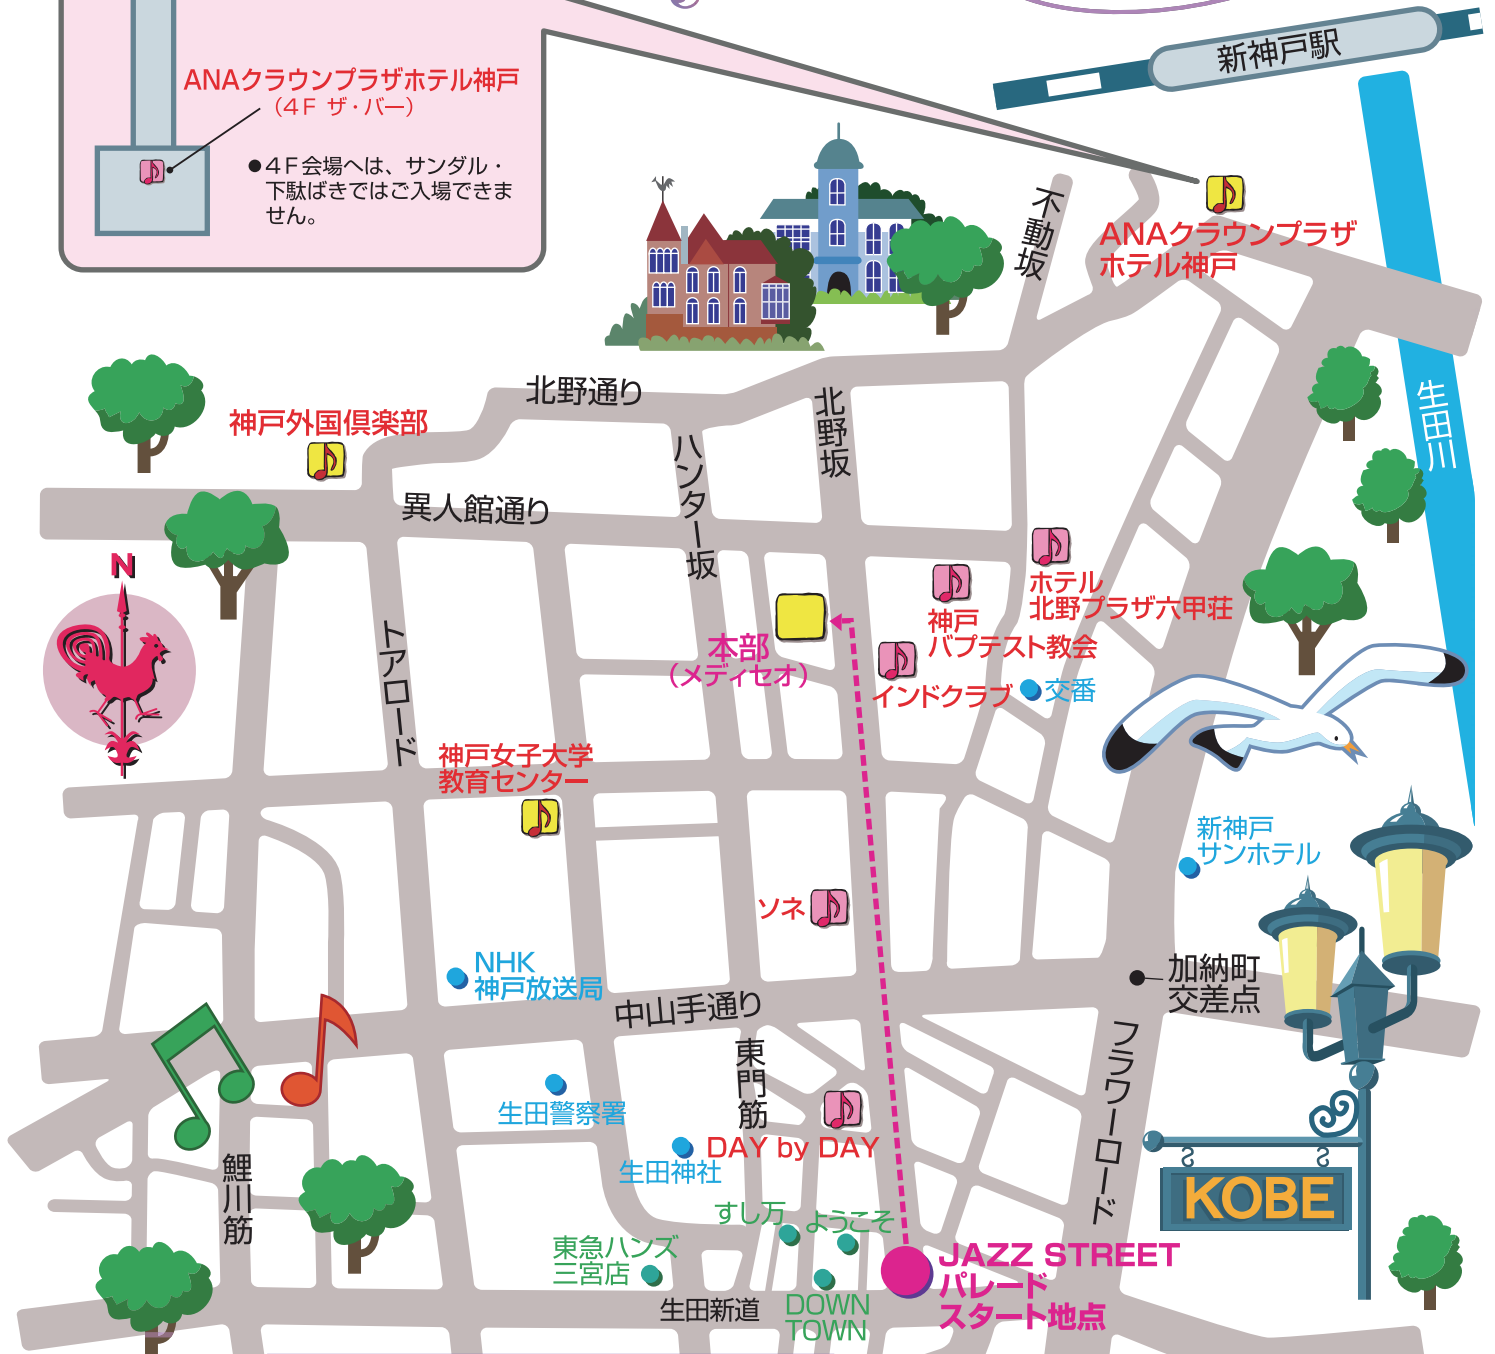 新神戸駅
ANAクラウンプラザホテル神戸
（4F ザ・バー）
●4F会場へは、サンダル・
下駄ばきではご入場できま
せん。
不動坂
ANAクラウンプラザ
ホテル神戸
生田川
北野通り
北野坂
神戸外国倶楽部
ハンター坂
異人館通り
N
ホテル
北野プラザ六甲荘
神戸
バプテスト教会
本部
（メディセオ）
インドクラブ
交番
トアロード
神戸女子大学
教育センター
新神戸
サンホテル
ソネ
NHK
神戸放送局
中山手通り
加納町
交差点
東門筋
フラワーロード
生田警察署
DAY by DAY
生田神社
鯉川筋
KOBE
すし万
ようこそ
東急ハンズ
三宮店
JAZZ STREET
パレード
スタート地点
生田新道
DOWN
TOWN